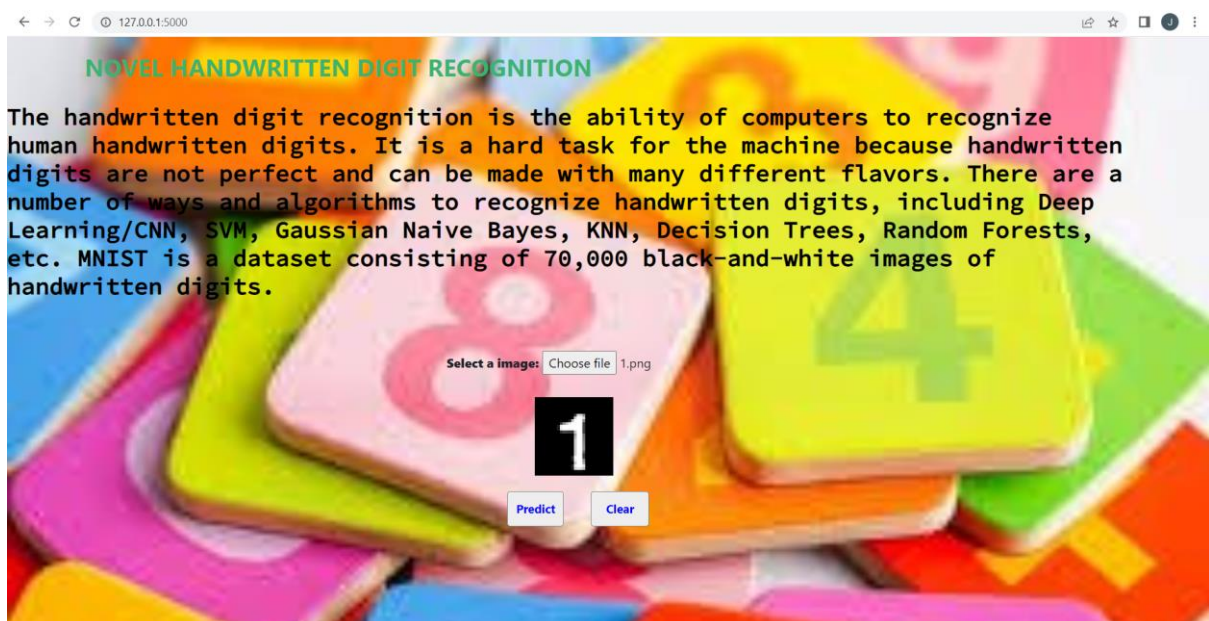 127.0.0.1:5000
J
NOVEL HANDWRITTEN DIGIT RECOGNITION
The handwritten digit recognition is the ability of computers to recognize
human handwritten digits. It is a hard task for the machine because handwritten
digits are not perfect and can be made with many different flavors. There are a
number of ways and algorithms to recognize handwritten digits, including Deep
Learning/CNN, SVM, Gaussian Naive Bayes, KNN, Decision Trees, Random Forests,
etc. MNIST is a dataset consisting of 70,000 black-and-white images of
handwritten digits.
8
4
Select a image: Choose file 1.png
1
Predict Clear